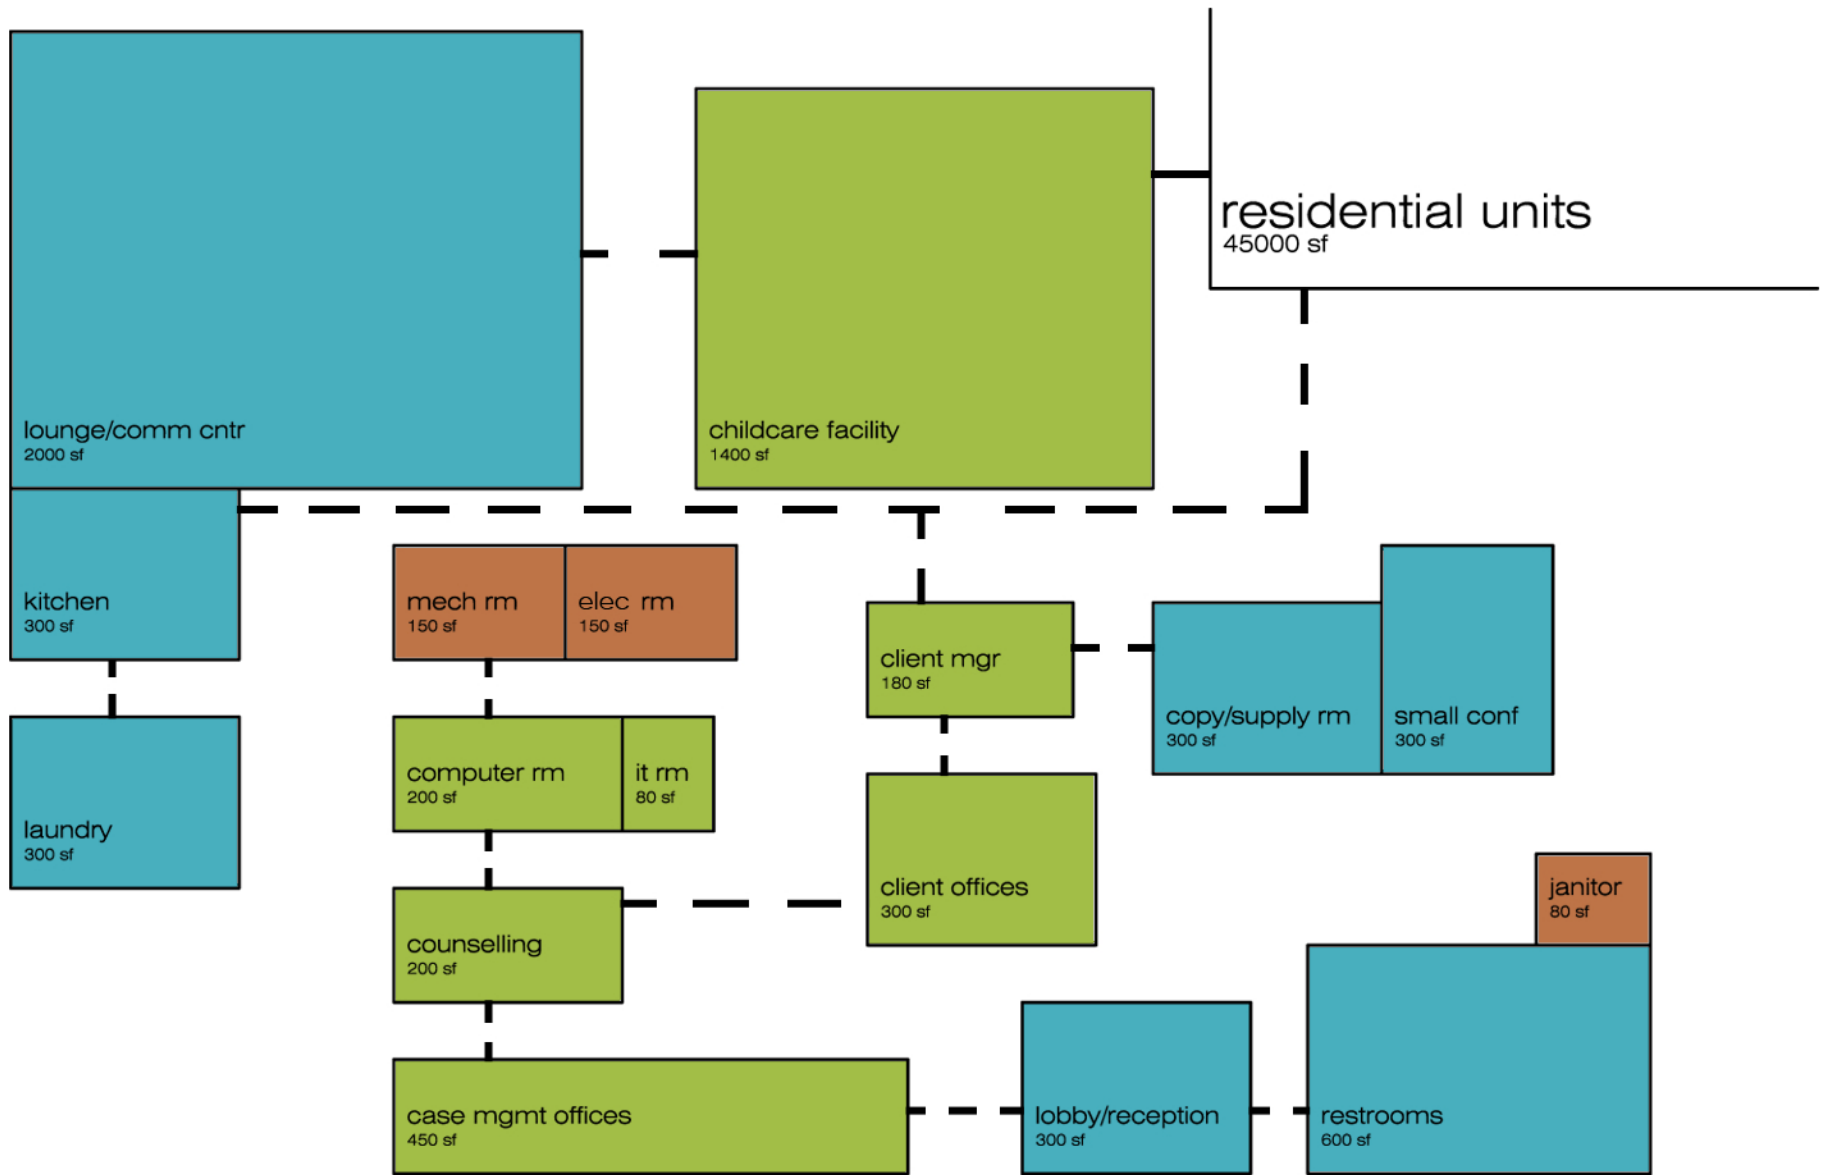 residential units
45000 sf
lounge/comm cntr
2000 sf
childcare facility
1400 sf
kitchen
300 sf
mech rm
150 sf
elec rm
150 sf
client mgr
180 sf
copy/supply rm
300 sf
small conf
300 sf
computer rm
200 sf
it rm
80 sf
laundry
300 sf
client offices
300 sf
janitor
80 sf
counselling
200 sf
case mgmt offices
450 sf
lobby/reception
300 sf
restrooms
600 sf